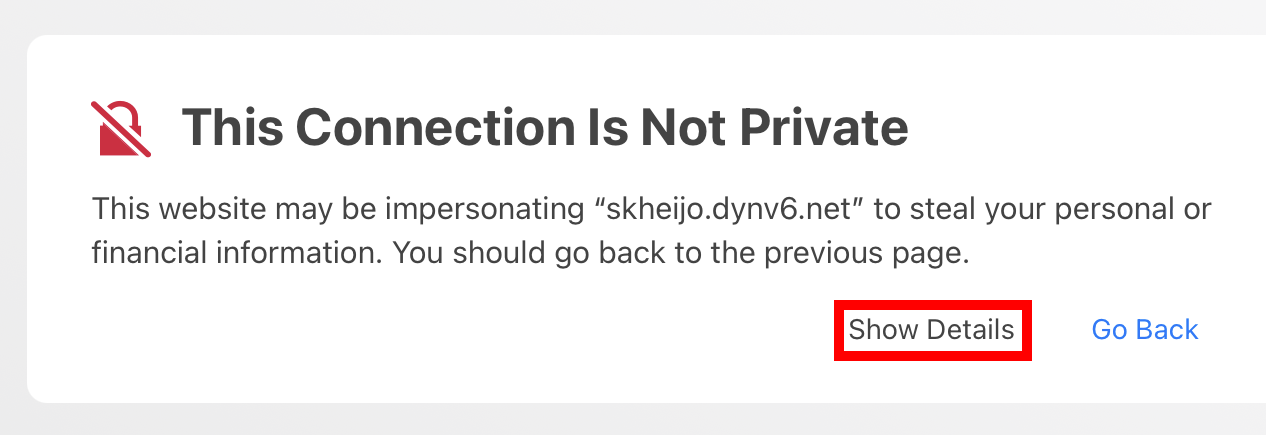 This Connection Is Not Private
This website may be impersonating “skheijo.dynv6.net” to steal your personal or
financial information. You should go back to the previous page.
Show Details Go Back